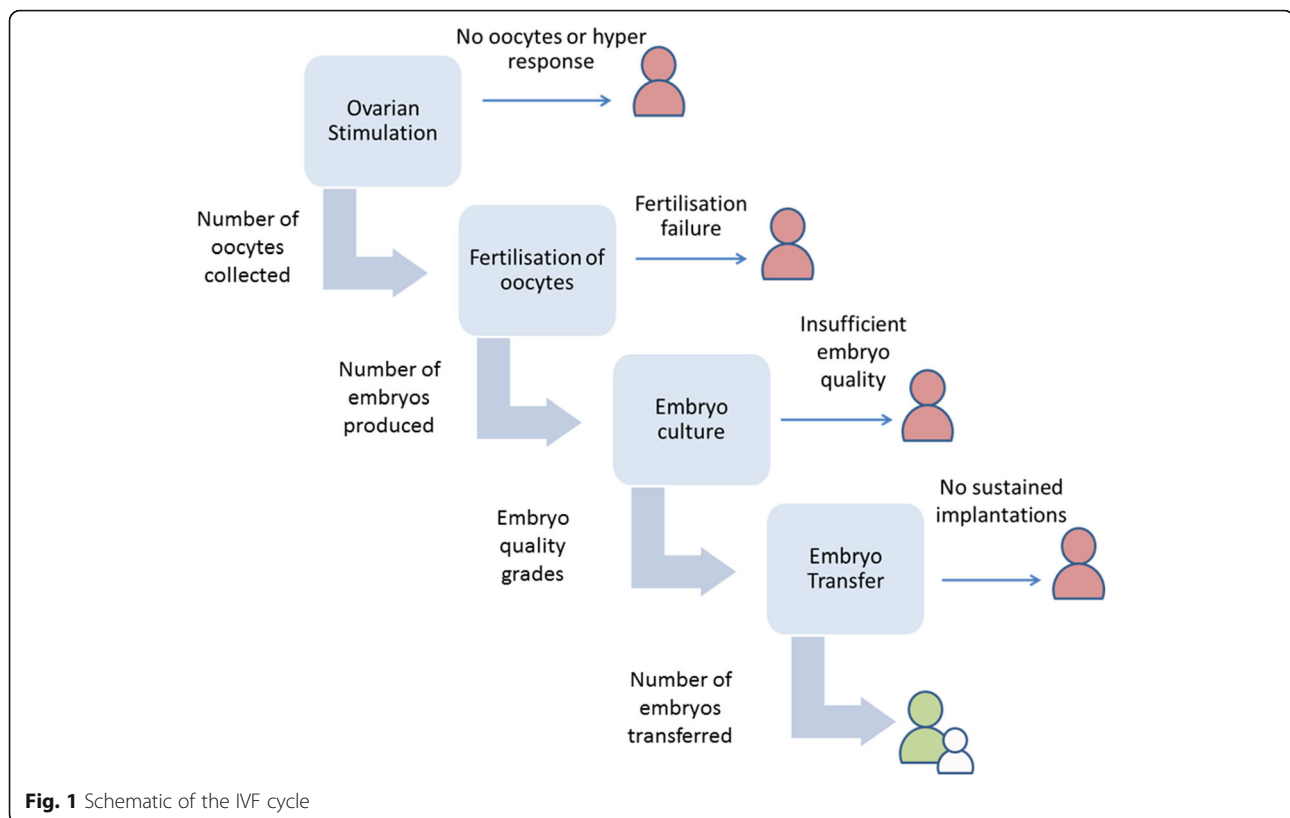 No oocytes or hyper
response
Ovarian
Stimulation
Number of
oocytes
collected
Fertilisation
failure
Fertilisation of
oocytes
Number of
embryos
produced
Insufficient
embryo
quality
Embryo
culture
Embryo
quality
grades
No sustained
implantations
Embryo
Transfer
Number of
embryos
transferred
Fig. 1 Schematic of the IVF cycle